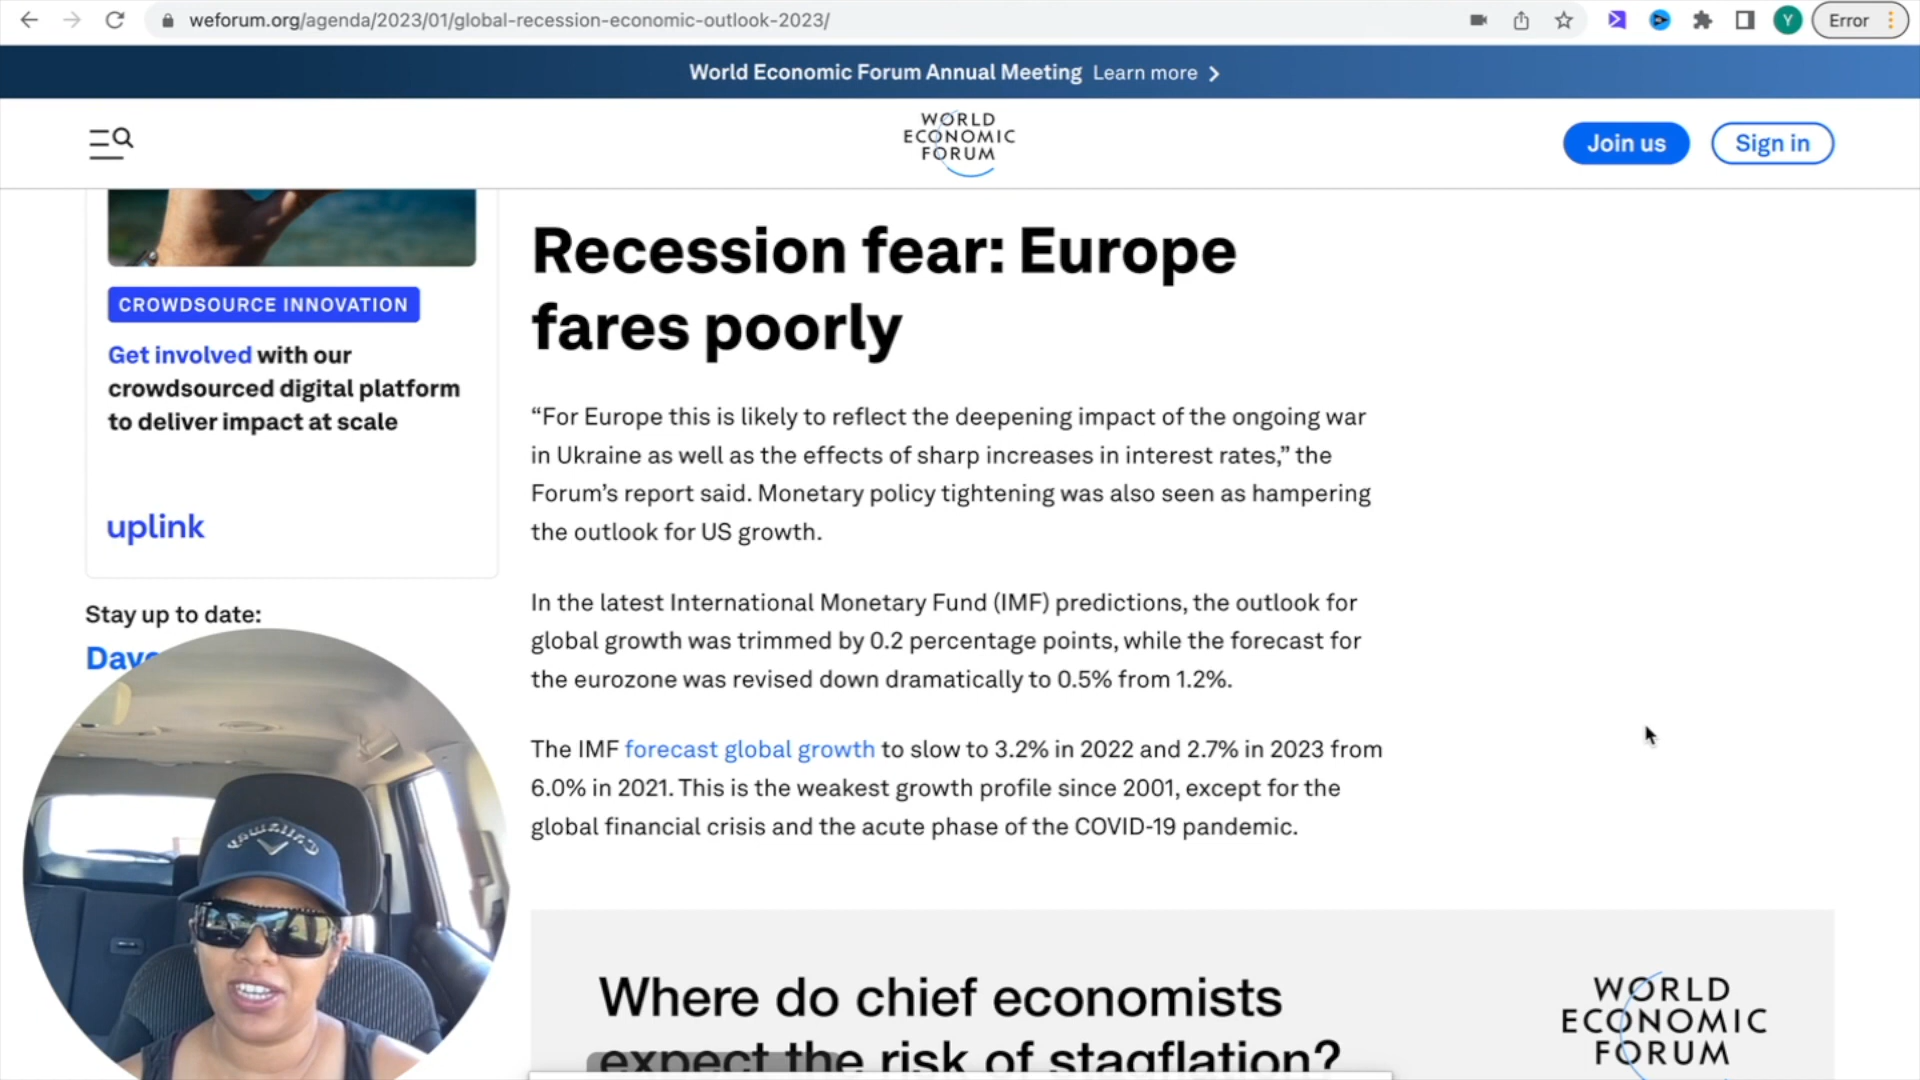 weforum.org/agenda/2023/01/global-recession-economic-outlook-2023/
Y
Error
World Economic Forum Annual Meeting Learn more
WORLD
ECONOMIC
FORUM
Join us
Sign in
CROWDSOURCE INNOVATION
Get involved with our
crowdsourced digital platform
to deliver impact at scale
uplink
Stay up to date:
Recession fear: Europe
fares poorly
“For Europe this is likely to reflect the deepening impact of the ongoing war
in Ukraine as well as the effects of sharp increases in interest rates,” the
Forum’s report said. Monetary policy tightening was also seen as hampering
the outlook for US growth.
In the latest International Monetary Fund (IMF) predictions, the outlook for
global growth was trimmed by 0.2 percentage points, while the forecast for
the eurozone was revised down dramatically to 0.5% from 1.2%.
The IMF forecast global growth to slow to 3.2% in 2022 and 2.7% in 2023 from
6.0% in 2021. This is the weakest growth profile since 2001, except for the
global financial crisis and the acute phase of the COVID-19 pandemic.
Where do chief economists
expect the risk of stagflation?
WORLD
ECONOMIC
FORUM